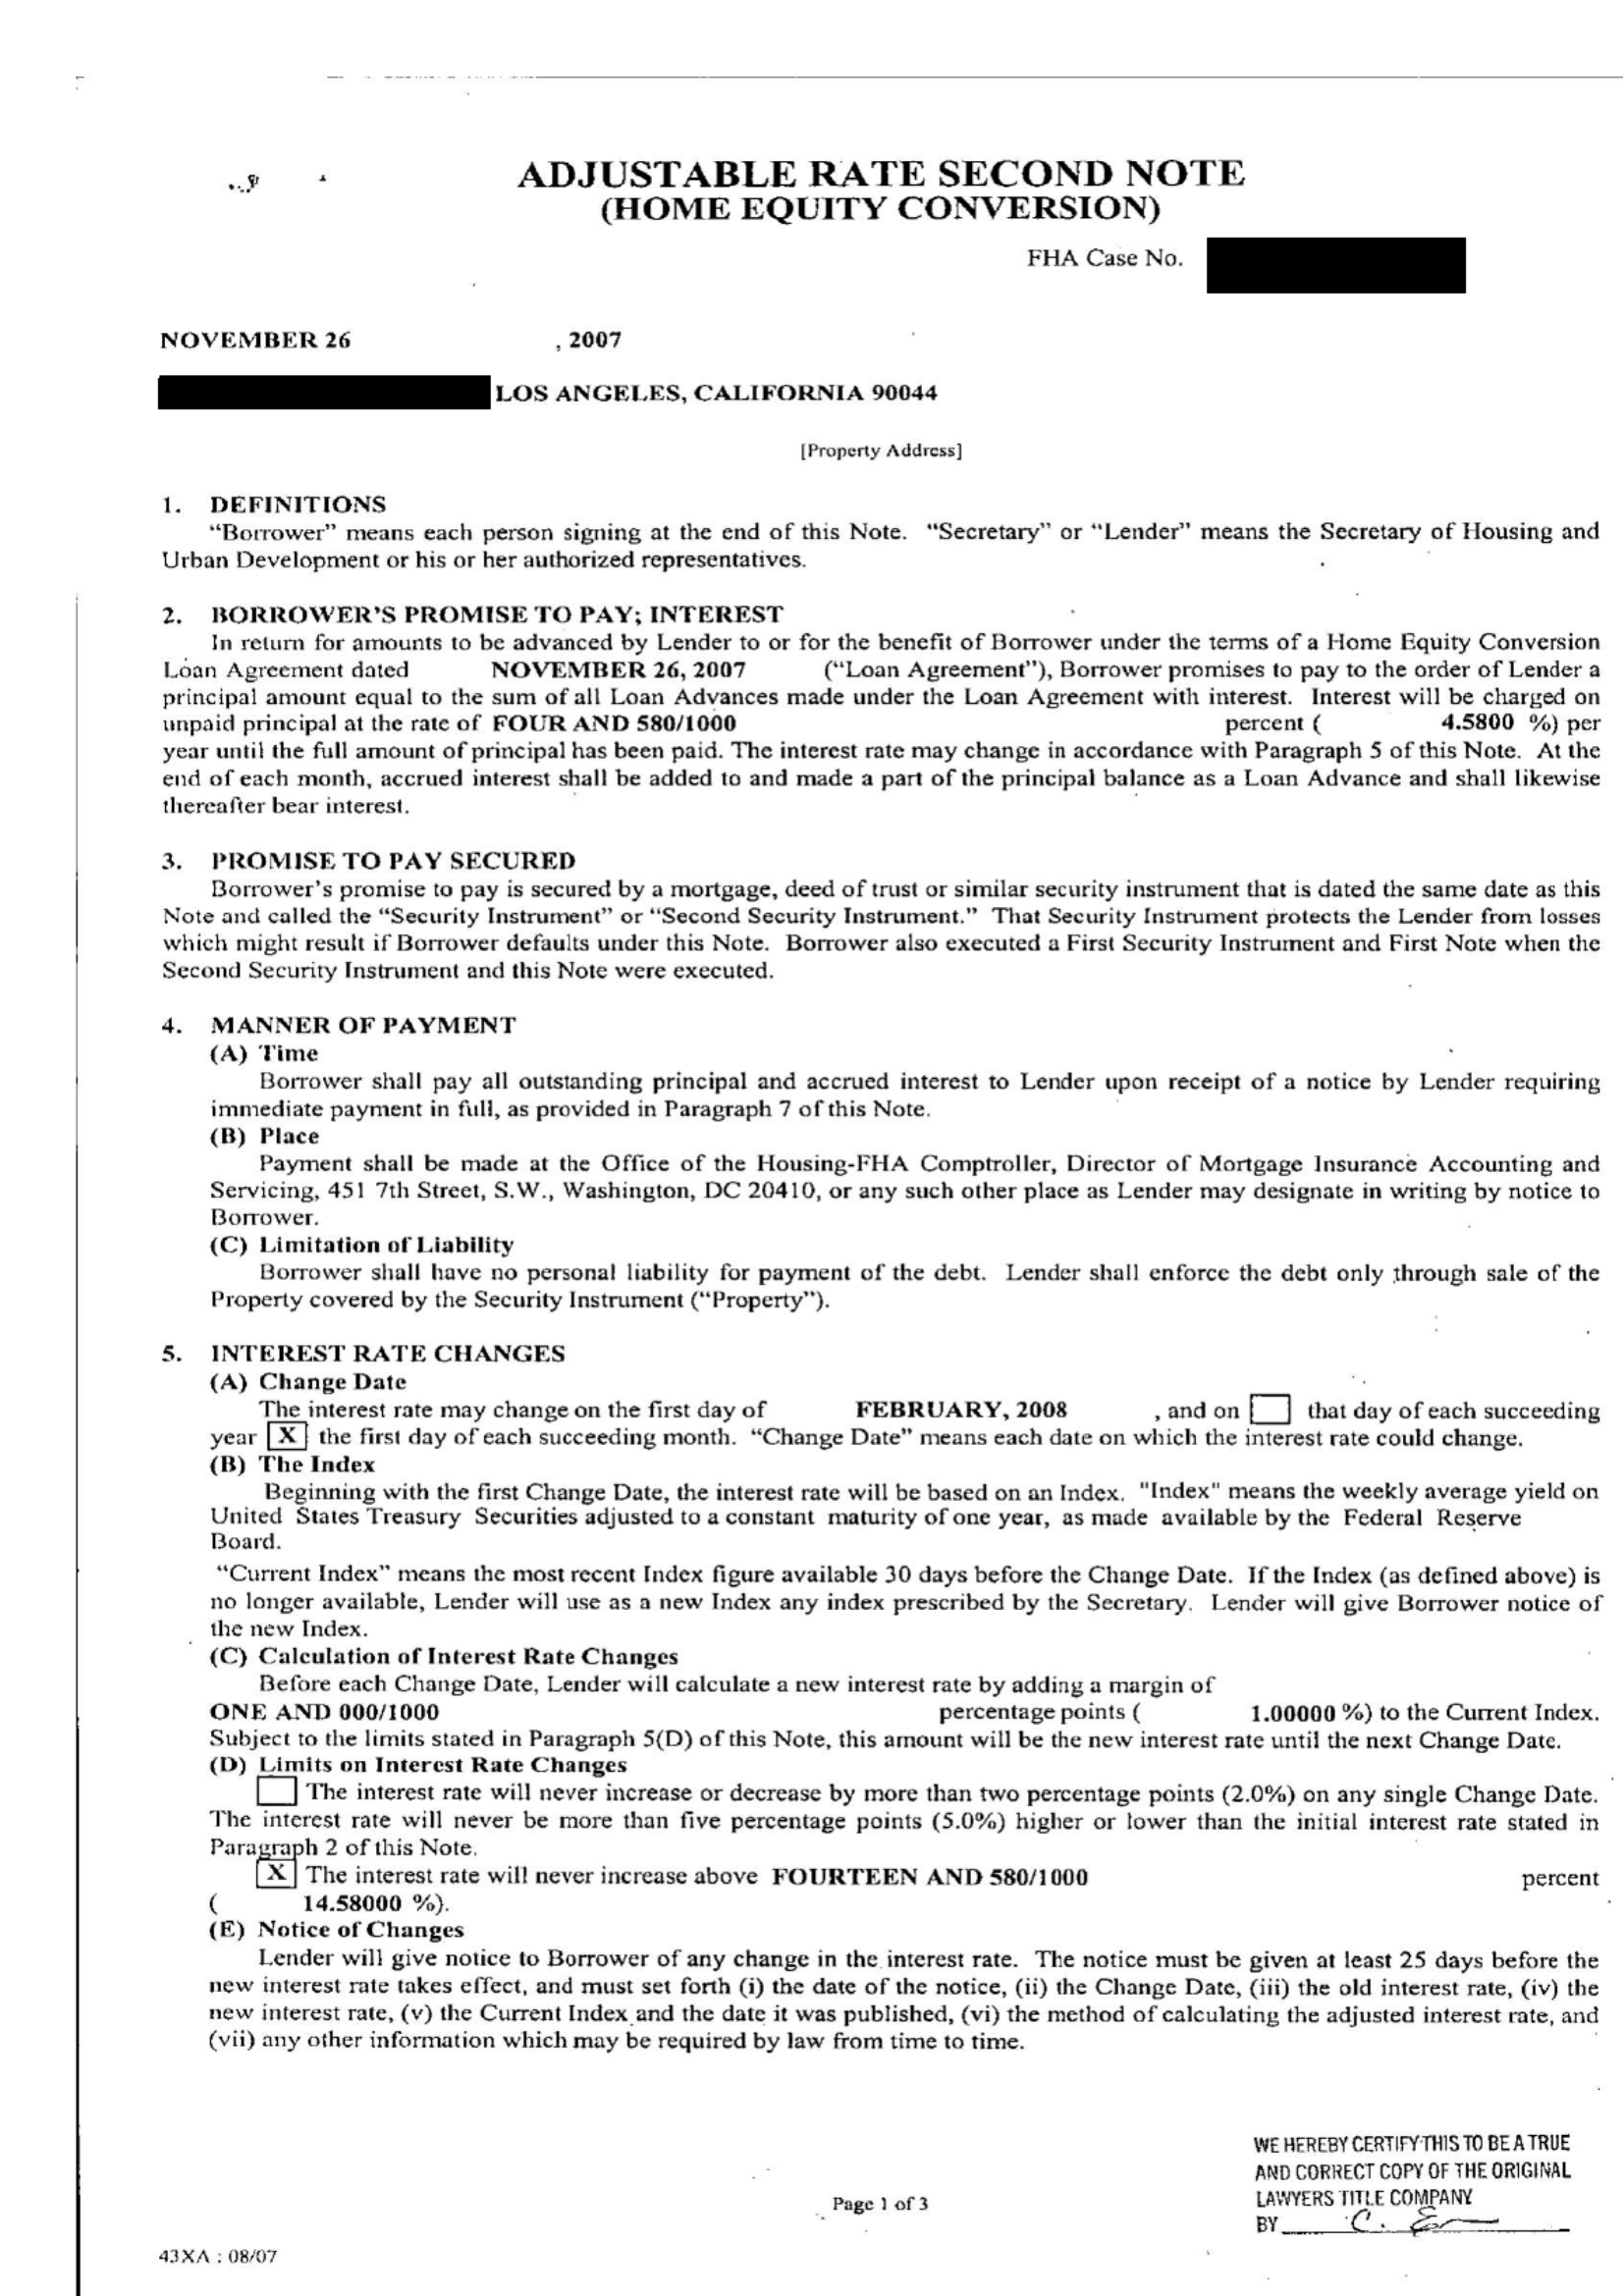 ADJUSTABLE RATE SECOND NOTE
(HOME EQUITY CONVERSION)
FHA Case No.
NOVEMBER 26 , 2007
LOS ANGELES, CALIFORNIA 90044
[Property Address]
1. DEFINITIONS
“Borrower” means each person signing at the end of this Note. “Secretary” or “Lender” means the Secretary of Housing and
Urban Development or his or her authorized representatives.
2. BORROWER'S PROMISE TO PAY; INTEREST
In return for amounts to be advanced by Lender to or for the benefit of Borrower under the terms of a Home Equity Conversion
Loan Agreement dated NOVEMBER 26, 2007 (“Loan Agreement”), Borrower promises to pay to the order of Lender a
principal amount equal to the sum of all Loan Advances made under the Loan Agreement with interest. Interest will be charged on
unpaid principal at the rate of FOUR AND 580/1000 percent ( 4.5800 %) per
year until the full amount of principal has been paid. The interest rate may change in accordance with Paragraph 5 of this Note. At the
end of each month, accrued interest shall be added to and made a part of the principal balance as a Loan Advance and shall likewise
thereafter bear interest.
3. PROMISE TO PAY SECURED
Borrower's promise to pay is secured by a mortgage, deed of trust or similar security instrument that is dated the same date as this
Note and called the “Security Instrument” or “Second Security Instrument.” That Security Instrument protects the Lender from losses
which might result if Borrower defaults under this Note. Borrower also executed a First Security Instrument and First Note when the
Second Security Instrument and this Note were executed.
4. MANNER OF PAYMENT
(A) Time
Borrower shall pay all outstanding principal and accrued interest to Lender upon receipt of a notice by Lender requiring
immediate payment in full, as provided in Paragraph 7 of this Note.
(B) Place
Payment shall be made at the Office of the Housing-FHA Comptroller, Director of Mortgage Insurance Accounting and
Servicing, 451 7th Street, S.W., Washington, DC 20410, or any such other place as Lender may designate in writing by notice to
Borrower.
(C) Limitation of Liability
Borrower shall have no personal liability for payment of the debt. Lender shall enforce the debt only through sale of the
Property covered by the Security Instrument (“Property”).
5. INTEREST RATE CHANGES
(A) Change Date
The interest rate may change on the first day of FEBRUARY, 2008 , and on that day of each succeeding
year X the first day of each succeeding month. “Change Date” means each date on which the interest rate could change.
(B) The Index
Beginning with the first Change Date, the interest rate will be based on an Index. "Index" means the weekly average yield on
United States Treasury Securities adjusted to a constant maturity of one year, as made available by the Federal Reserve
Board.
“Current Index” means the most recent Index figure available 30 days before the Change Date. If the Index (as defined above) is
no longer available, Lender will use as a new Index any index prescribed by the Secretary. Lender will give Borrower notice of
the new Index.
(C) Calculation of Interest Rate Changes
Before each Change Date, Lender will calculate a new interest rate by adding a margin of
ONE AND 000/1000 percentage points ( 1.00000 %) to the Current Index.
Subject to the limits stated in Paragraph 5(D) of this Note, this amount will be the new interest rate until the next Change Date.
(D) Limits on Interest Rate Changes
The interest rate will never increase or decrease by more than two percentage points (2.0%) on any single Change Date.
The interest rate will never be more than five percentage points (5.0%) higher or lower than the initial interest rate stated in
Paragraph 2 of this Note.
X The interest rate will never increase above FOURTEEN AND 580/1000 percent
( 14.58000 %).
(E) Notice of Changes
Lender will give notice to Borrower of any change in the interest rate. The notice must be given at least 25 days before the
new interest rate takes effect, and must set forth (i) the date of the notice, (ii) the Change Date, (iii) the old interest rate, (iv) the
new interest rate, (v) the Current Index and the date it was published, (vi) the method of calculating the adjusted interest rate, and
(vii) any other information which may be required by law from time to time.
WE HEREBY CERTIFY THIS TO BE A TRUE
AND CORRECT COPY OF THE ORIGINAL
LAWYERS TITLE COMPANY
BY C.
Page 1 of 3
43XA : 08/07